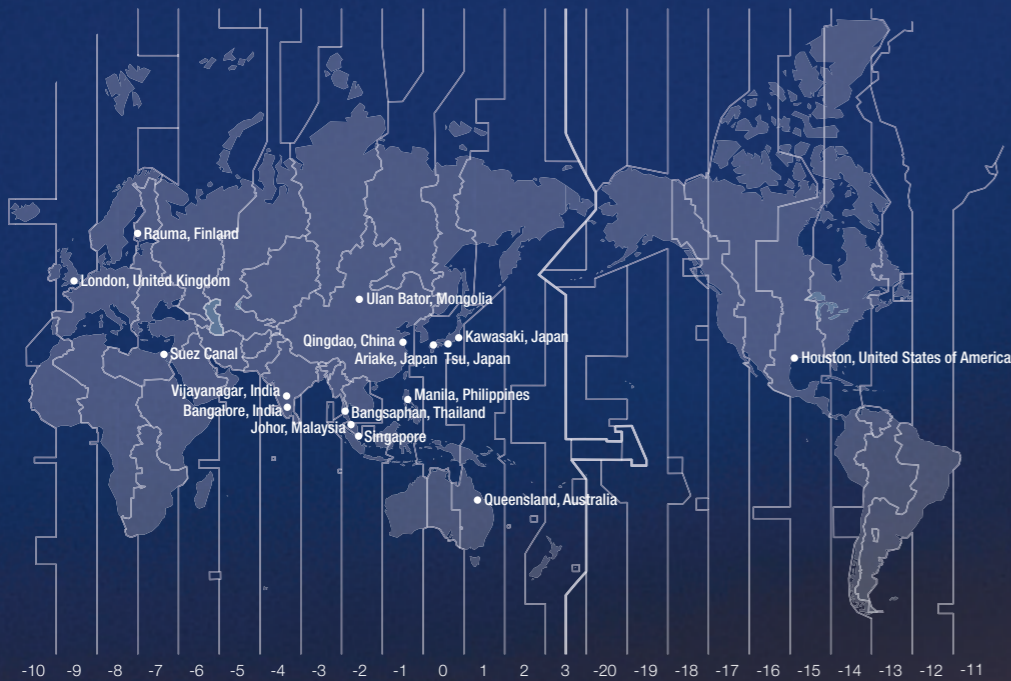 Rauma, Finland
London, United Kingdom
Ulan Bator, Mongolia
Qingdao, China
Kawasaki, Japan
Ariake, Japan
Tsu, Japan
Suez Canal
Houston, United States of America
Vijayanagar, India
Manila, Philippines
Bangalore, India
Bangsaphan, Thailand
Johor, Malaysia
Singapore
Queensland, Australia
-10 -9 -8 -7 -6 -5 -4 -3 -2 -1 0 1 2 3 -20 -19 -18 -17 -16 -15 -14 -13 -12 -11